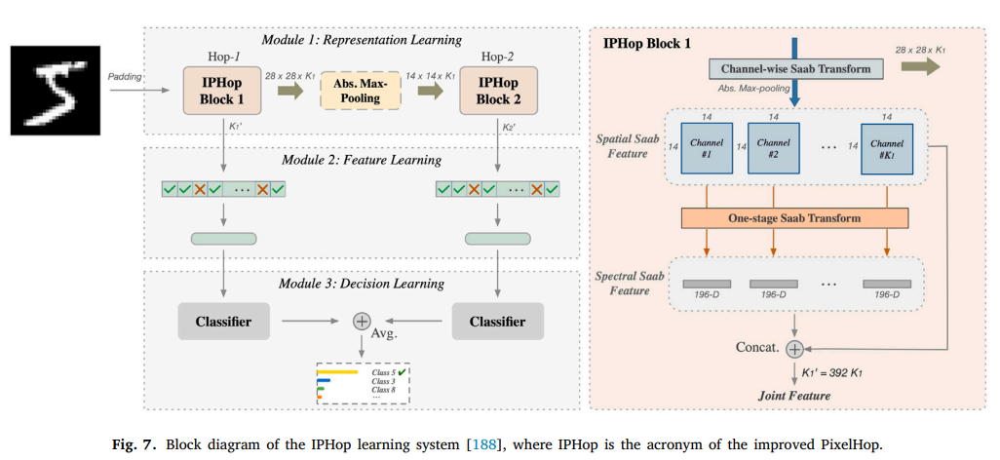 Module 1: Representation Learning
Hop-1
Hop-2
Padding
IPHop
Block 1
28 x 28 x K1
Abs. Max-
Pooling
14 x 14 x K1
IPHop
Block 2
K1'
K2'
Module 2: Feature Learning
...
...
Module 3: Decision Learning
Classifier
Classifier
+
Avg.
Class 5
Class 3
Class 8
...
IPHop Block 1
28 x 28 x K1
Channel-wise Saab Transform
Abs. Max-pooling
Spatial Saab
Feature
14
14
14
14
Channel
#1
14
Channel
#2
...
14
Channel
#K1
One-stage Saab Transform
Spectral Saab
Feature
196-D
196-D
...
196-D
Concat.
+
K1' = 392 K1
Joint Feature
Fig. 7. Block diagram of the IPHop learning system [188], where IPHop is the acronym of the improved PixelHop.